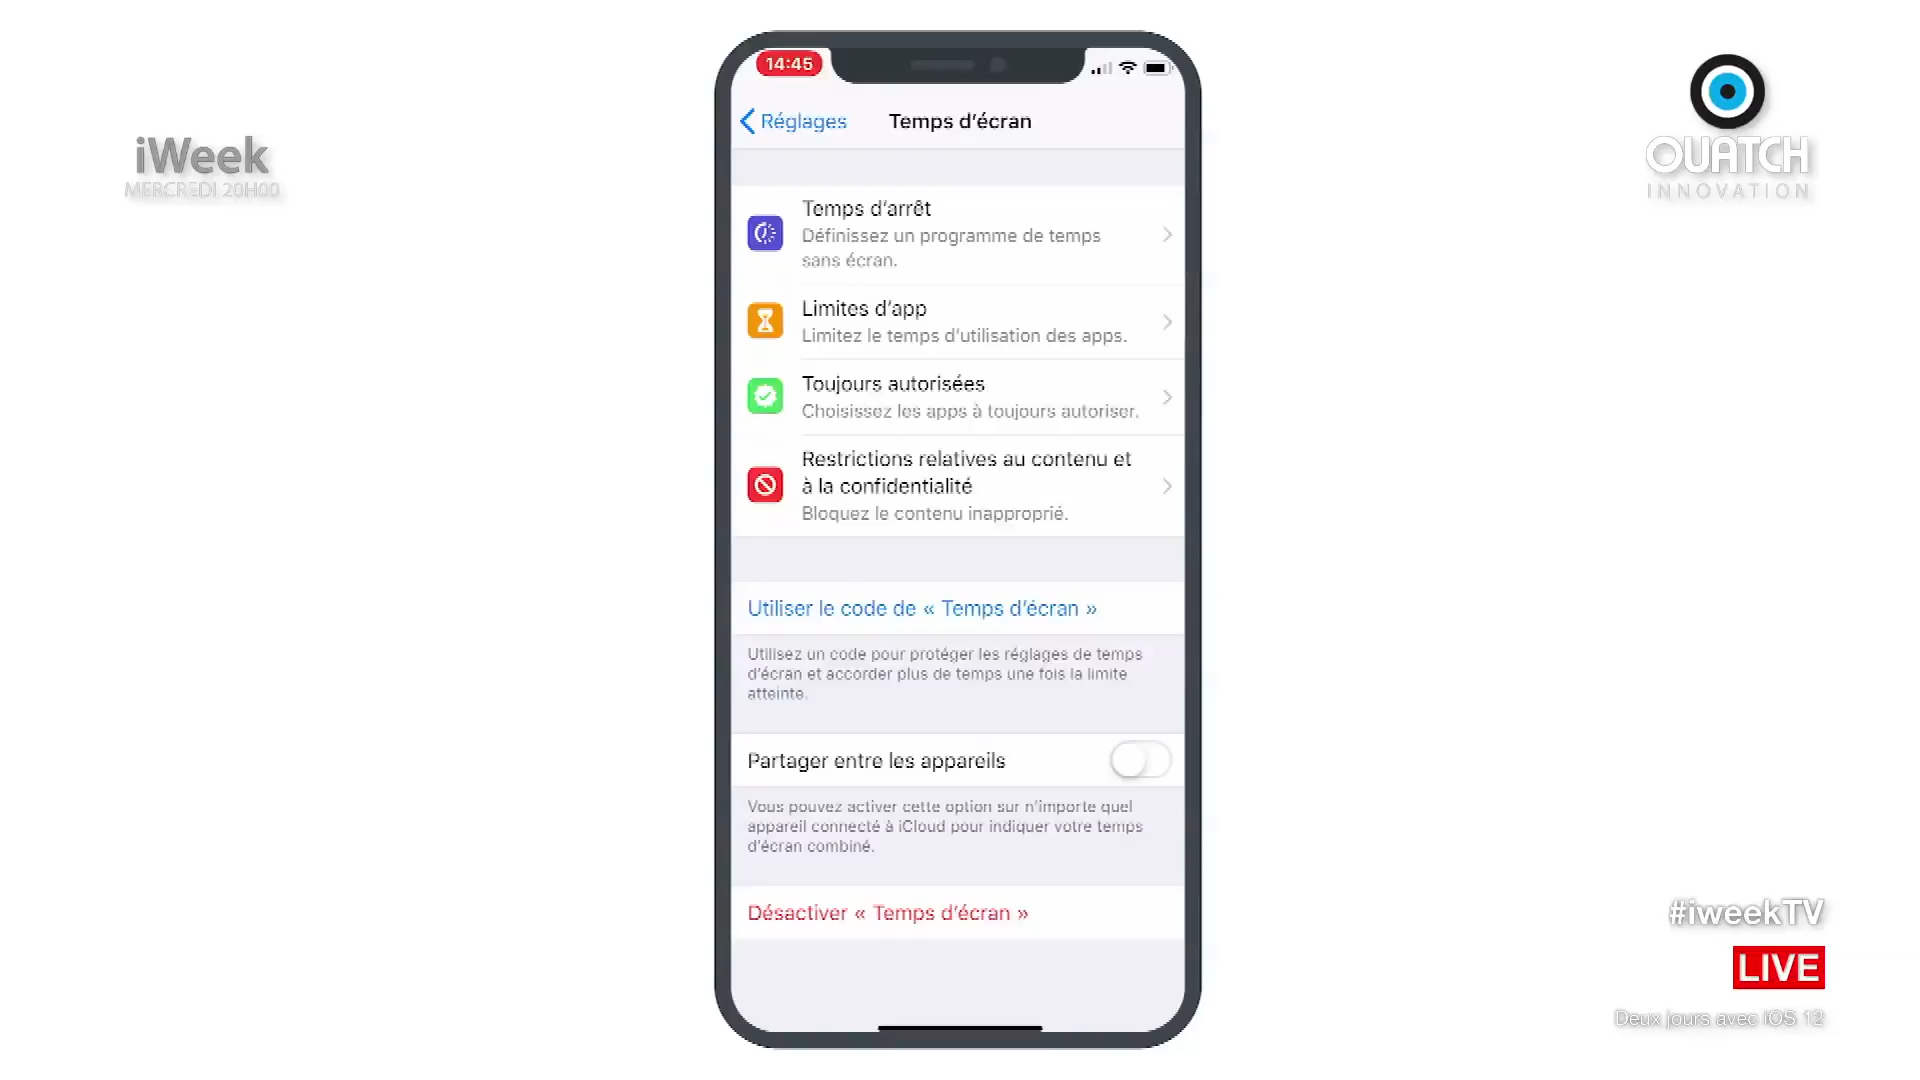 14:45
iWeek
MERCREDI 20H00
OUATCH
INNOVATION
Réglages
Temps d’écran
Temps d’arrêt
Définissez un programme de temps
sans écran.
Limites d’app
Limitez le temps d’utilisation des apps.
Toujours autorisées
Choisissez les apps à toujours autoriser.
Restrictions relatives au contenu et
à la confidentialité
Bloquez le contenu inapproprié.
Utiliser le code de « Temps d’écran »
Utilisez un code pour protéger les réglages de temps
d’écran et accorder plus de temps une fois la limite
atteinte.
Partager entre les appareils
Vous pouvez activer cette option sur n’importe quel
appareil connecté à iCloud pour indiquer votre temps
d’écran combiné.
Désactiver « Temps d’écran »
#iweekTV
LIVE
Deux jours avec iOS 12